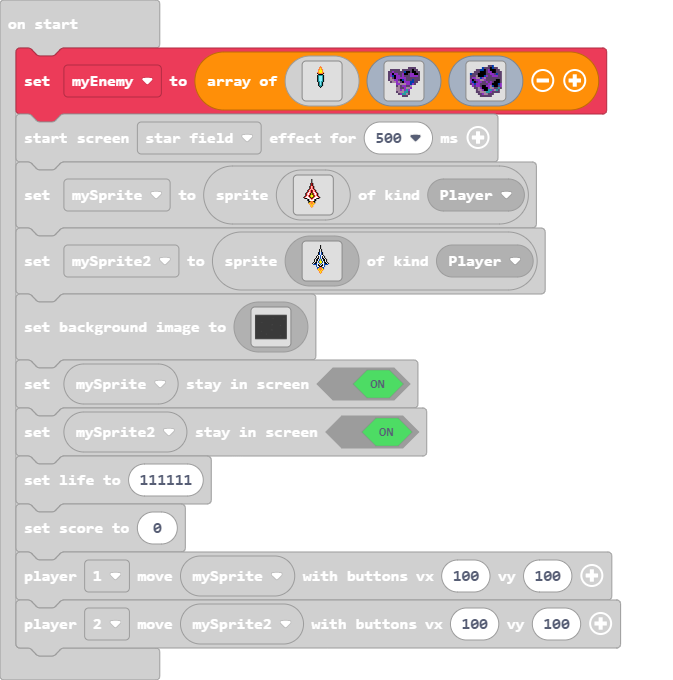 on start
set myEnemy to array of
start screen star field effect for 500 ms
set mySprite to sprite of kind Player
set mySprite2 to sprite of kind Player
set background image to
set mySprite stay in screen ON
set mySprite2 stay in screen ON
set life to 111111
set score to 0
player 1 move mySprite with buttons vx 100 vy 100
player 2 move mySprite2 with buttons vx 100 vy 100